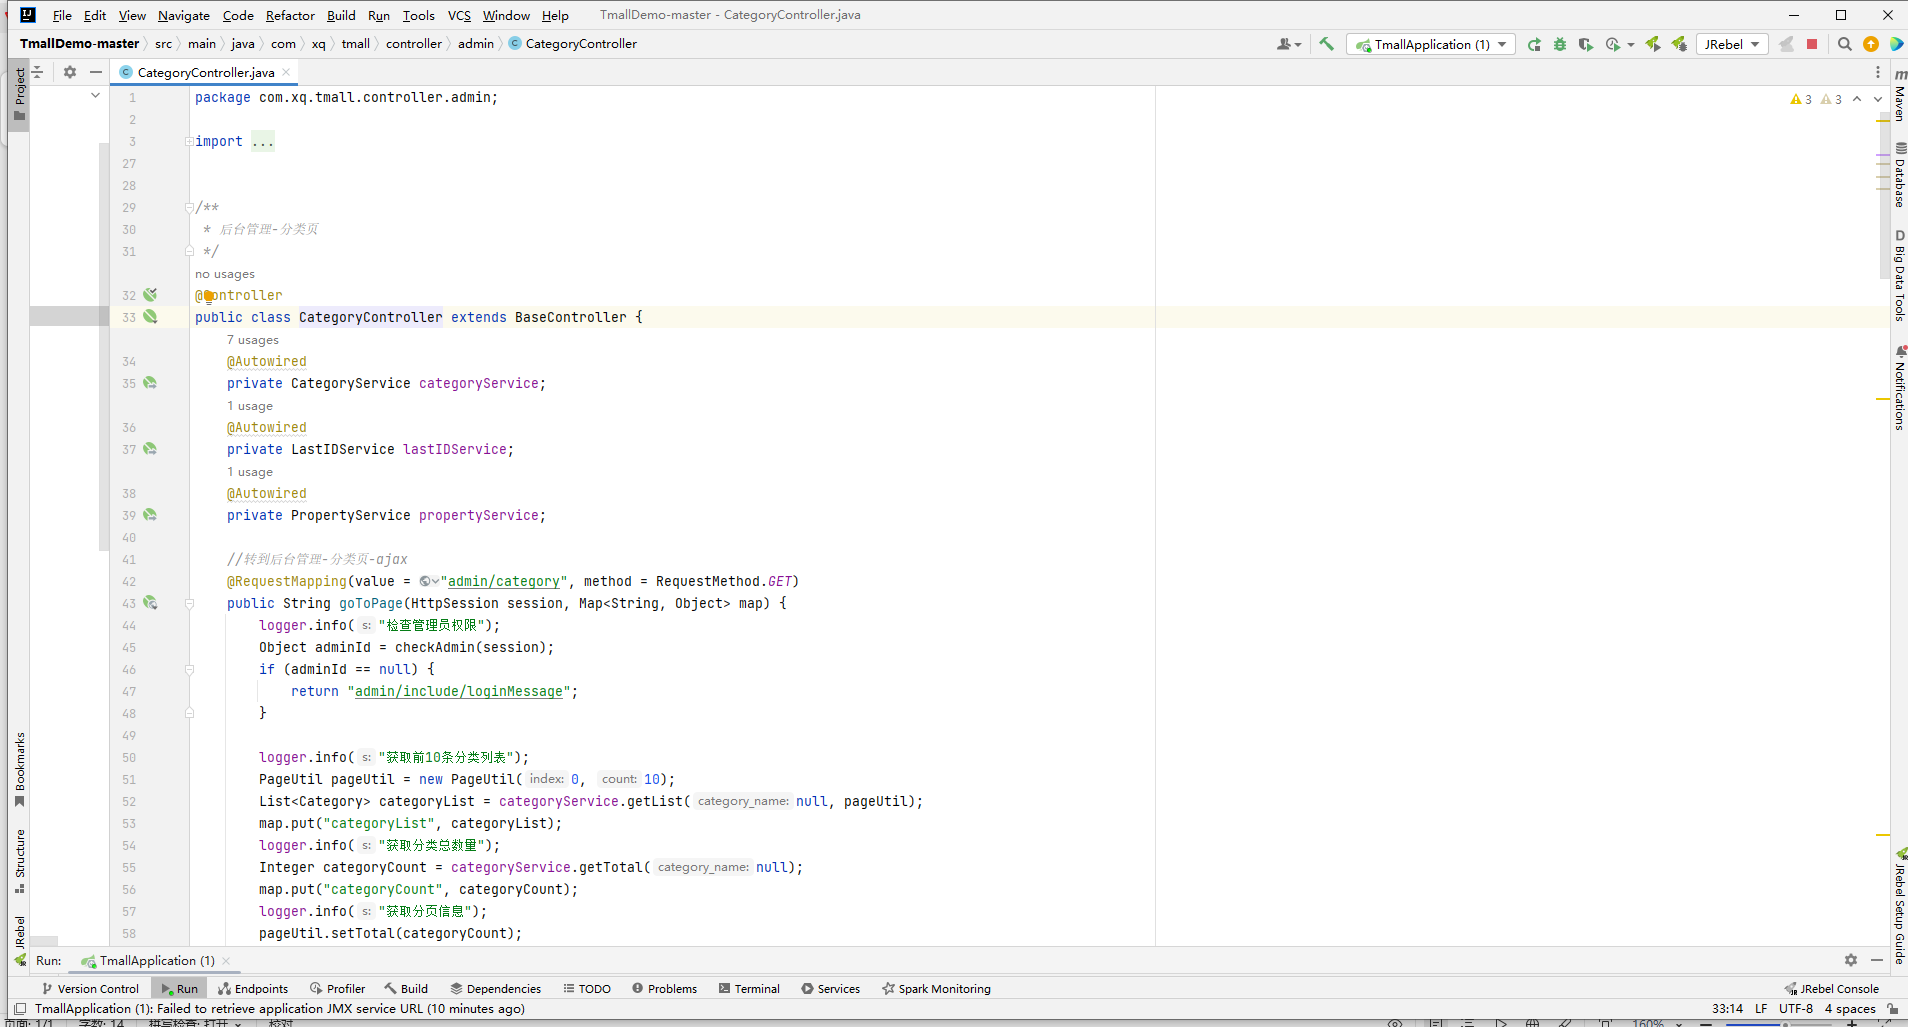 File Edit View Navigate Code Refactor Build Run Tools VCS Window Help TmallDemo-master - CategoryController.java
TmallDemo-master src main java com xq tmall controller admin CategoryController TmallApplication (1) JRebel
Project
CategoryController.java
3 3
1 package com.xq.tmall.controller.admin;
2
3 import ...
27
28
29 /**
30 * 后台管理-分类页
31 */
no usages
32 @Controller
33 public class CategoryController extends BaseController {
7 usages
34 @Autowired
35 private CategoryService categoryService;
1 usage
36 @Autowired
37 private LastIDService lastIDService;
1 usage
38 @Autowired
39 private PropertyService propertyService;
40
41 //转到后台管理-分类页-ajax
42 @RequestMapping(value = "admin/category", method = RequestMethod.GET)
43 public String goToPage(HttpSession session, Map<String, Object> map) {
44 logger.info( s: "检查管理员权限");
45 Object adminId = checkAdmin(session);
46 if (adminId == null) {
47 return "admin/include/loginMessage";
48 }
49
50 logger.info( s: "获取前10条分类列表");
51 PageUtil pageUtil = new PageUtil( index: 0, count: 10);
52 List<Category> categoryList = categoryService.getList( category_name: null, pageUtil);
53 map.put("categoryList", categoryList);
54 logger.info( s: "获取分类总数量");
55 Integer categoryCount = categoryService.getTotal( category_name: null);
56 map.put("categoryCount", categoryCount);
57 logger.info( s: "获取分页信息");
58 pageUtil.setTotal(categoryCount);
Bookmarks
Structure
JRebel
Maven
Database
Big Data Tools
Notifications
JRebel Setup Guide
Run: TmallApplication (1)
Version Control Run Endpoints Profiler Build Dependencies TODO Problems Terminal Services Spark Monitoring JRebel Console
TmallApplication (1): Failed to retrieve application JMX service URL (10 minutes ago) 33:14 LF UTF-8 4 spaces